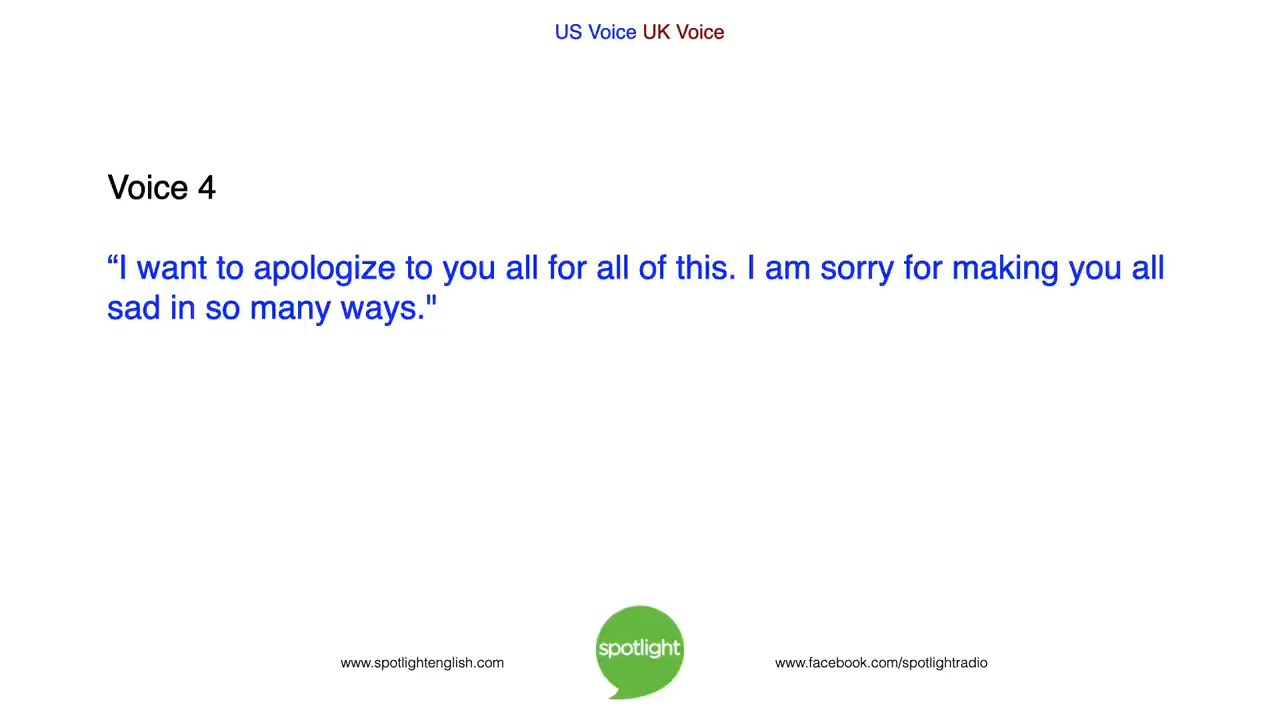 US Voice UK Voice
Voice 4
“I want to apologize to you all for all of this. I am sorry for making you all
sad in so many ways."
www.spotlightenglish.com
spotlight
www.facebook.com/spotlightradio